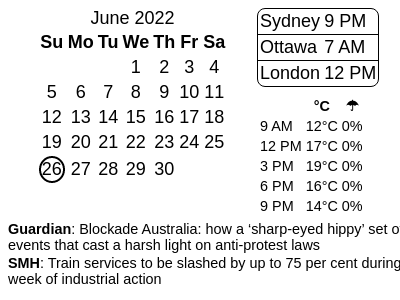 June 2022
Su Mo Tu We Th Fr Sa
1 2 3 4
5 6 7 8 9 10 11
12 13 14 15 16 17 18
19 20 21 22 23 24 25
26 27 28 29 30
Sydney 9 PM
Ottawa 7 AM
London 12 PM
°C ☂
9 AM 12°C 0%
12 PM 17°C 0%
3 PM 19°C 0%
6 PM 16°C 0%
9 PM 14°C 0%
Guardian: Blockade Australia: how a ‘sharp-eyed hippy’ set o
events that cast a harsh light on anti-protest laws
SMH: Train services to be slashed by up to 75 per cent during
week of industrial action